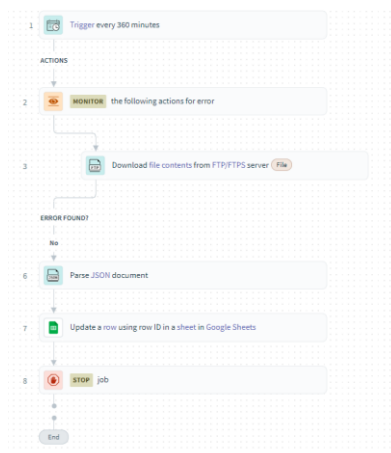 1 Trigger every 360 minutes
ACTIONS
2 MONITOR the following actions for error
3 Download file contents from FTP/FTPS server File
ERROR FOUND?
No
6 Parse JSON document
7 Update a row using row ID in a sheet in Google Sheets
8 STOP job
End